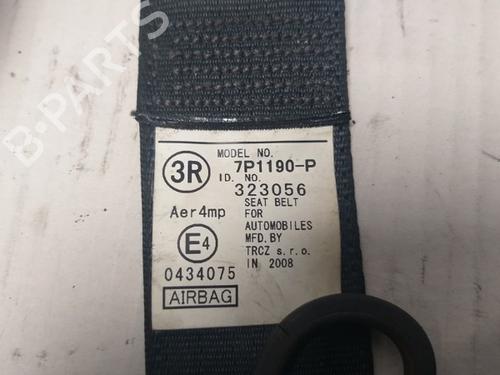 MODEL NO.
3R 7P1190-P
ID. NO.
323056
Aer4mp SEAT BELT
FOR
AUTOMOBILES
E4 MFD. BY
TRCZ s.r.o.
0434075 IN 2008
AIRBAG
B-PARTS